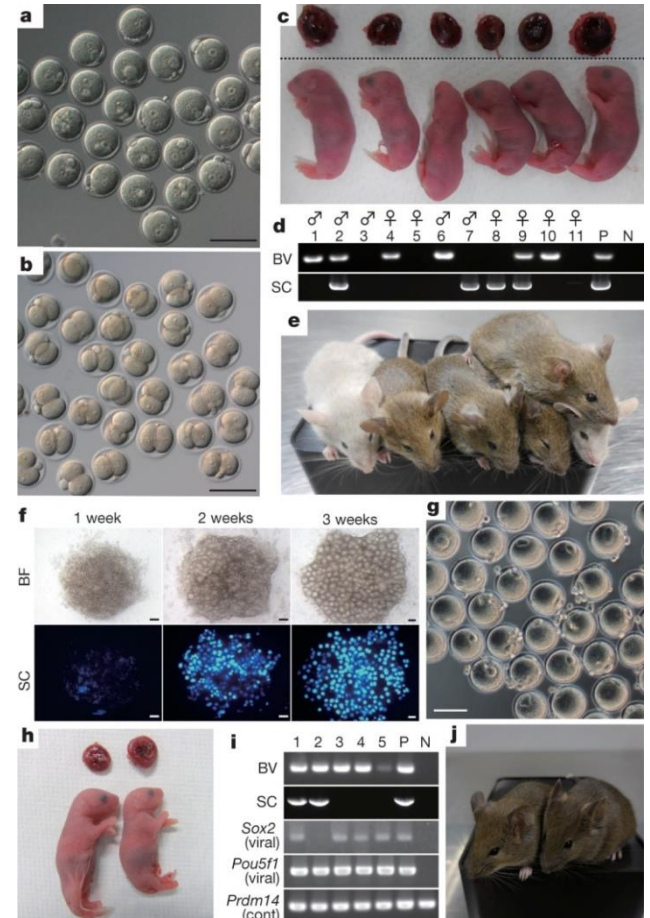 a
b
c
d
♂ ♂ ♂ ♀ ♀ ♂ ♂ ♀ ♀ ♀ ♀
1 2 3 4 5 6 7 8 9 10 11 P N
BV
SC
e
f
1 week 2 weeks 3 weeks
BF
SC
g
h
i
1 2 3 4 5 P N
BV
SC
Sox2
(viral)
Pou5f1
(viral)
Prdm14
(cont)
j